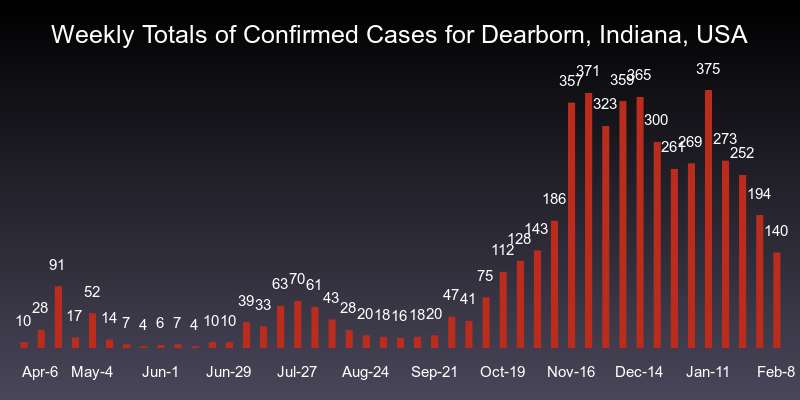 Weekly Totals of Confirmed Cases for Dearborn, Indiana, USA
10 28 91 17 52 14 7 4 6 7 4 10 10 39 33 63 70 61 43 28 20 18 16 18 20 47 41 75 112 128 143 186 357 371 323 359 365 300 261 269 375 273 252 194 140
Apr-6 May-4 Jun-1 Jun-29 Jul-27 Aug-24 Sep-21 Oct-19 Nov-16 Dec-14 Jan-11 Feb-8